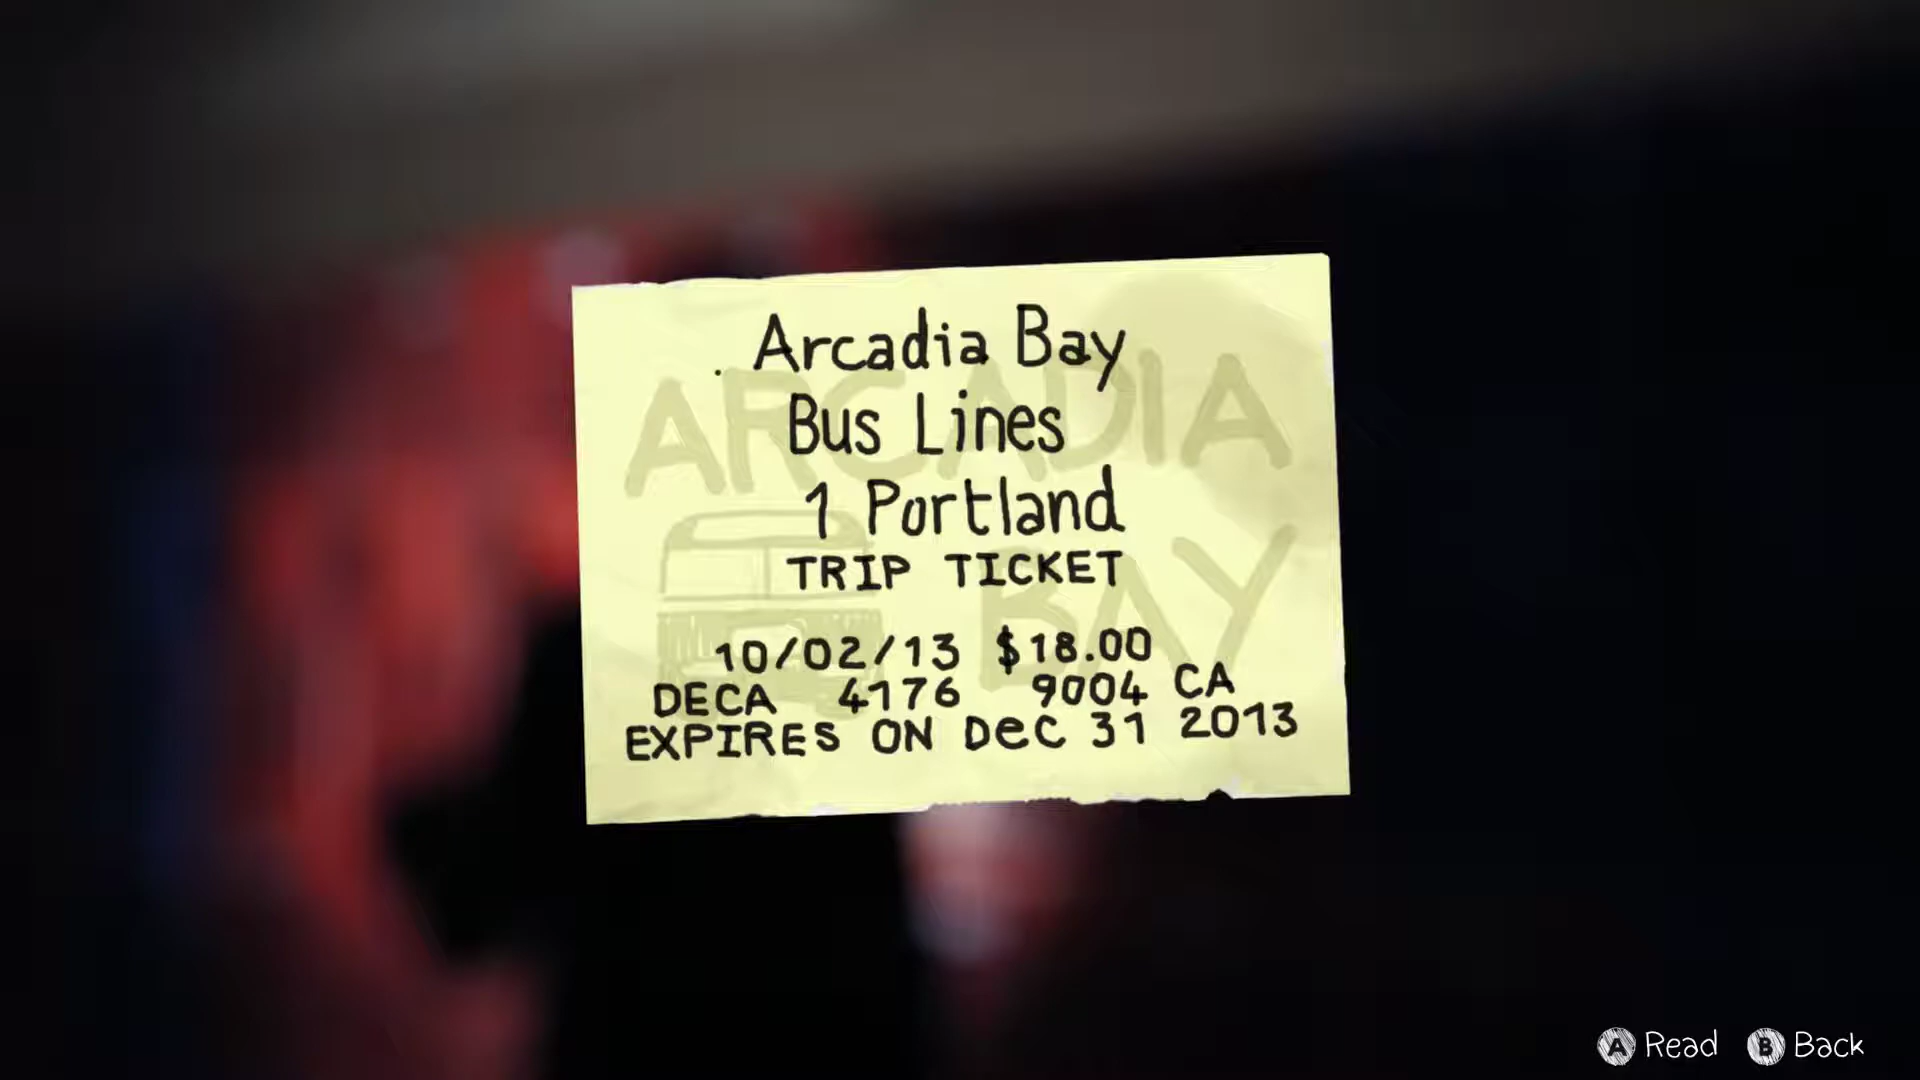 Arcadia Bay
Bus Lines
1 Portland
TRIP TICKET
10/02/13 $18.00
DECA 4176 9004 CA
EXPIRES ON DEC 31 2013
ARCADIA
BAY
A Read B Back